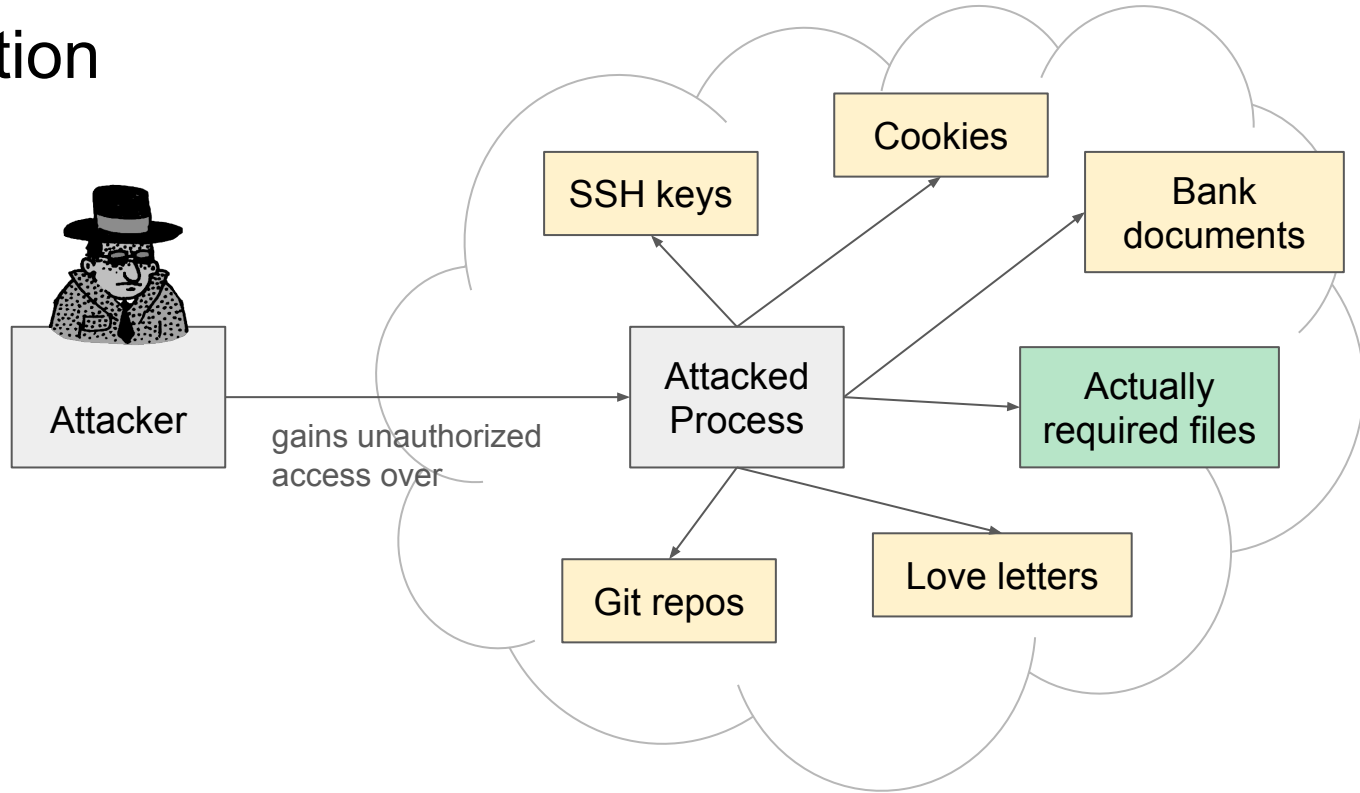 tion
Cookies
SSH keys
Bank
documents
Attacker
gains unauthorized
access over
Attacked
Process
Actually
required files
Git repos
Love letters